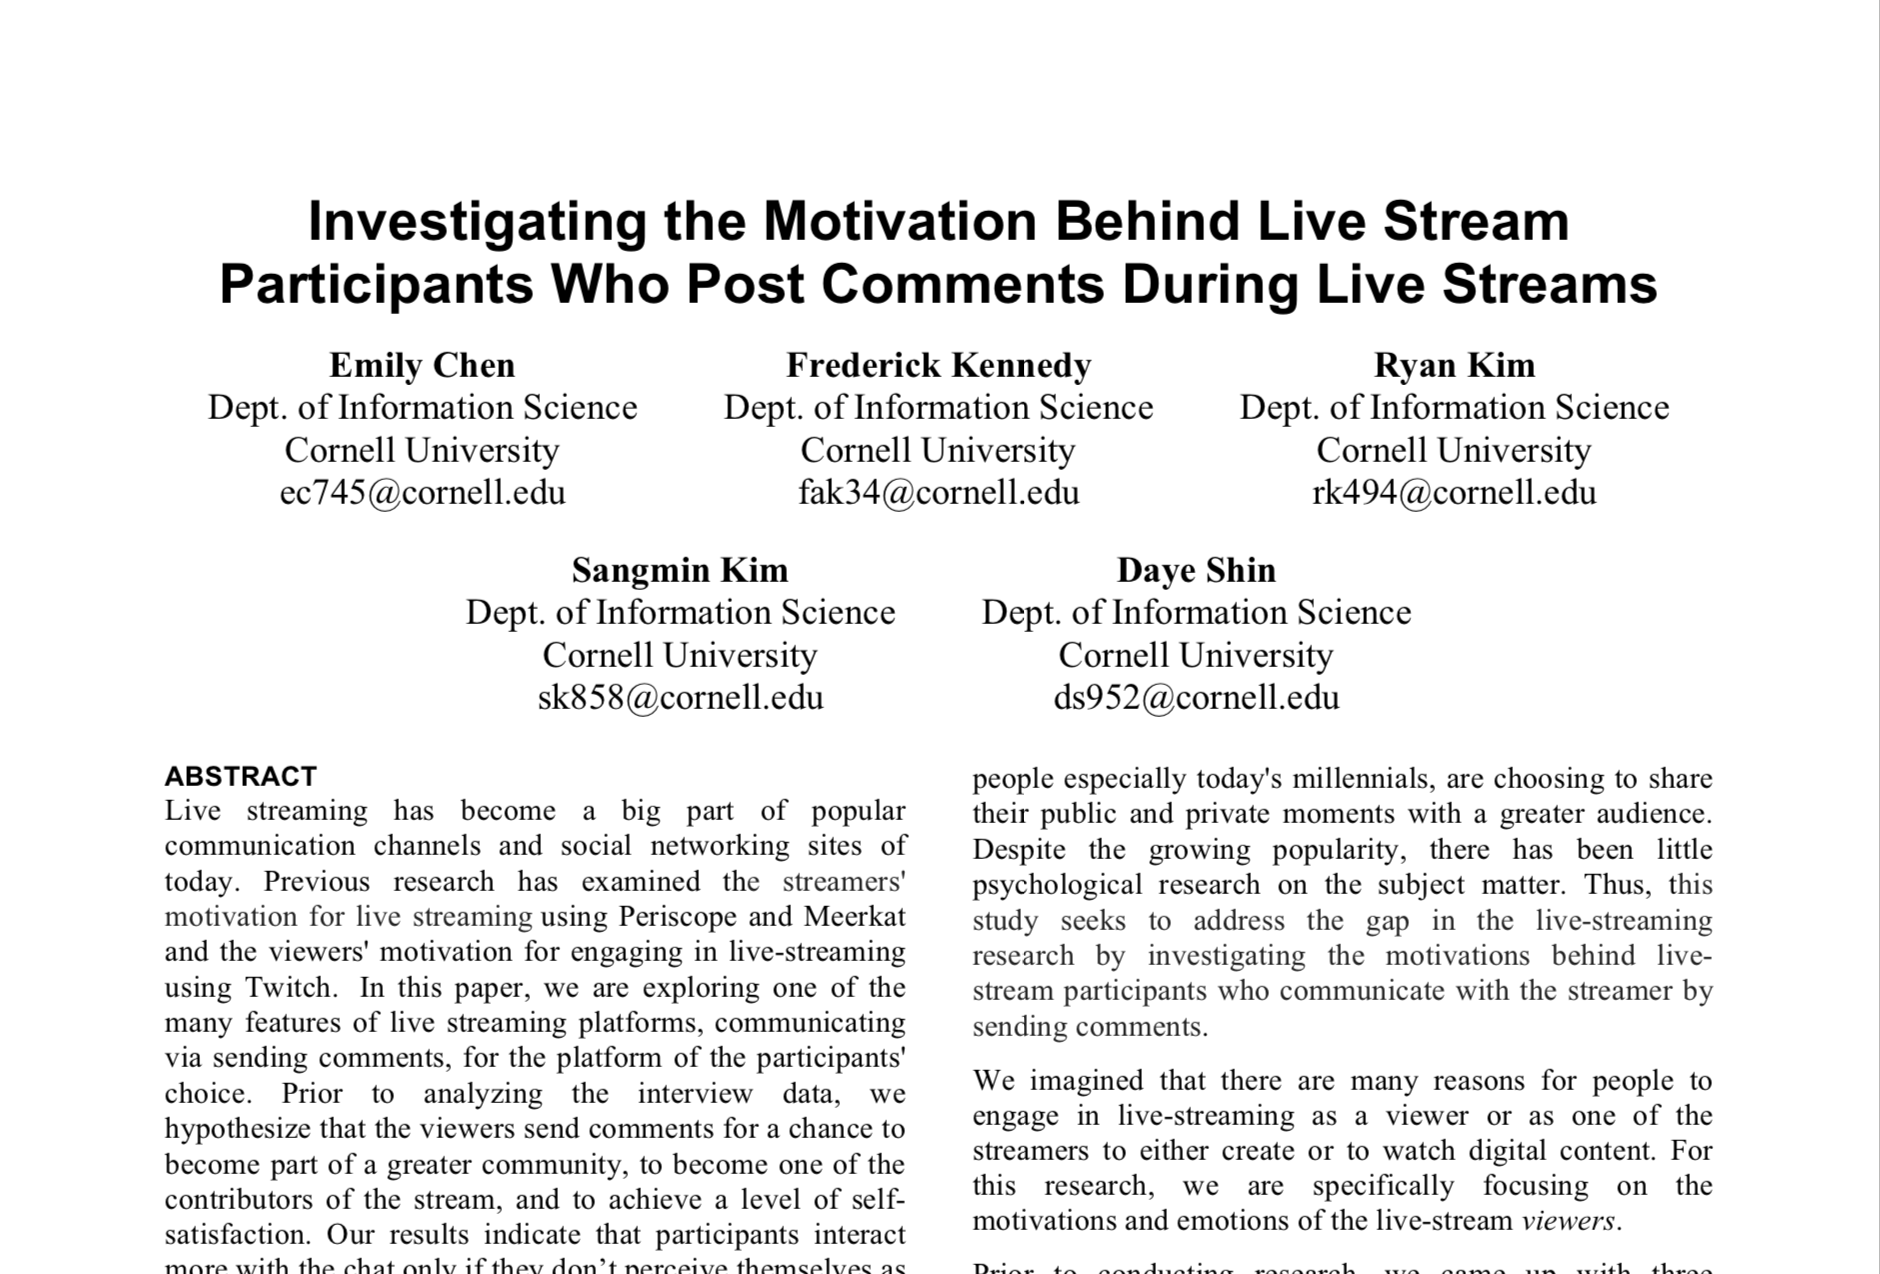 Investigating the Motivation Behind Live Stream
Participants Who Post Comments During Live Streams
Emily Chen
Dept. of Information Science
Cornell University
ec745@cornell.edu
Frederick Kennedy
Dept. of Information Science
Cornell University
fak34@cornell.edu
Ryan Kim
Dept. of Information Science
Cornell University
rk494@cornell.edu
Sangmin Kim
Dept. of Information Science
Cornell University
sk858@cornell.edu
Daye Shin
Dept. of Information Science
Cornell University
ds952@cornell.edu
ABSTRACT
Live streaming has become a big part of popular
communication channels and social networking sites of
today. Previous research has examined the streamers'
motivation for live streaming using Periscope and Meerkat
and the viewers' motivation for engaging in live-streaming
using Twitch. In this paper, we are exploring one of the
many features of live streaming platforms, communicating
via sending comments, for the platform of the participants'
choice. Prior to analyzing the interview data, we
hypothesize that the viewers send comments for a chance to
become part of a greater community, to become one of the
contributors of the stream, and to achieve a level of self-
satisfaction. Our results indicate that participants interact
more with the chat only if they don’t perceive themselves as
people especially today's millennials, are choosing to share
their public and private moments with a greater audience.
Despite the growing popularity, there has been little
psychological research on the subject matter. Thus, this
study seeks to address the gap in the live-streaming
research by investigating the motivations behind live-
stream participants who communicate with the streamer by
sending comments.
We imagined that there are many reasons for people to
engage in live-streaming as a viewer or as one of the
streamers to either create or to watch digital content. For
this research, we are specifically focusing on the
motivations and emotions of the live-stream viewers.
Prior to conducting research, we came up with three